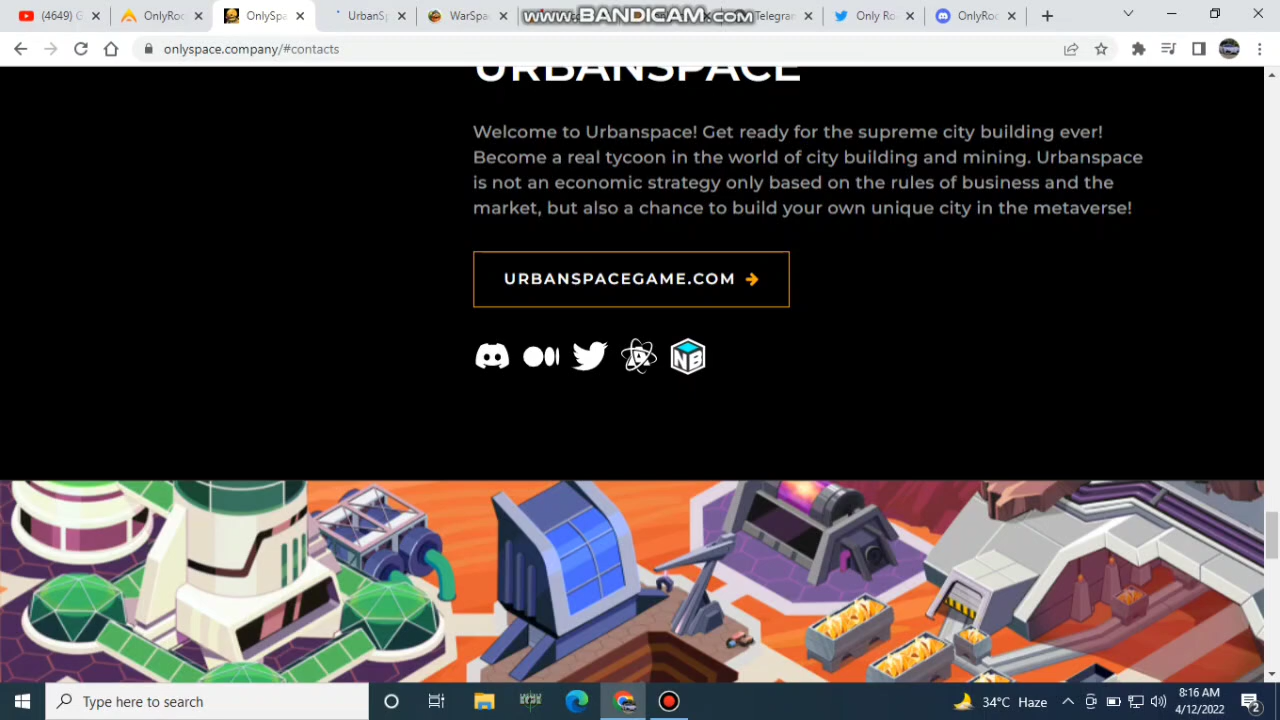 (4649) G
OnlyRo
OnlySpa
UrbanS
WarSpa
www.BANDICAM.com
Telegra
Only Ro
OnlyRo
onlyspace.company/#contacts
URBANSPACE
Welcome to Urbanspace! Get ready for the supreme city building ever!
Become a real tycoon in the world of city building and mining. Urbanspace
is not an economic strategy only based on the rules of business and the
market, but also a chance to build your own unique city in the metaverse!
URBANSPACEGAME.COM
NB
Type here to search
34°C Haze
8:16 AM
4/12/2022
2